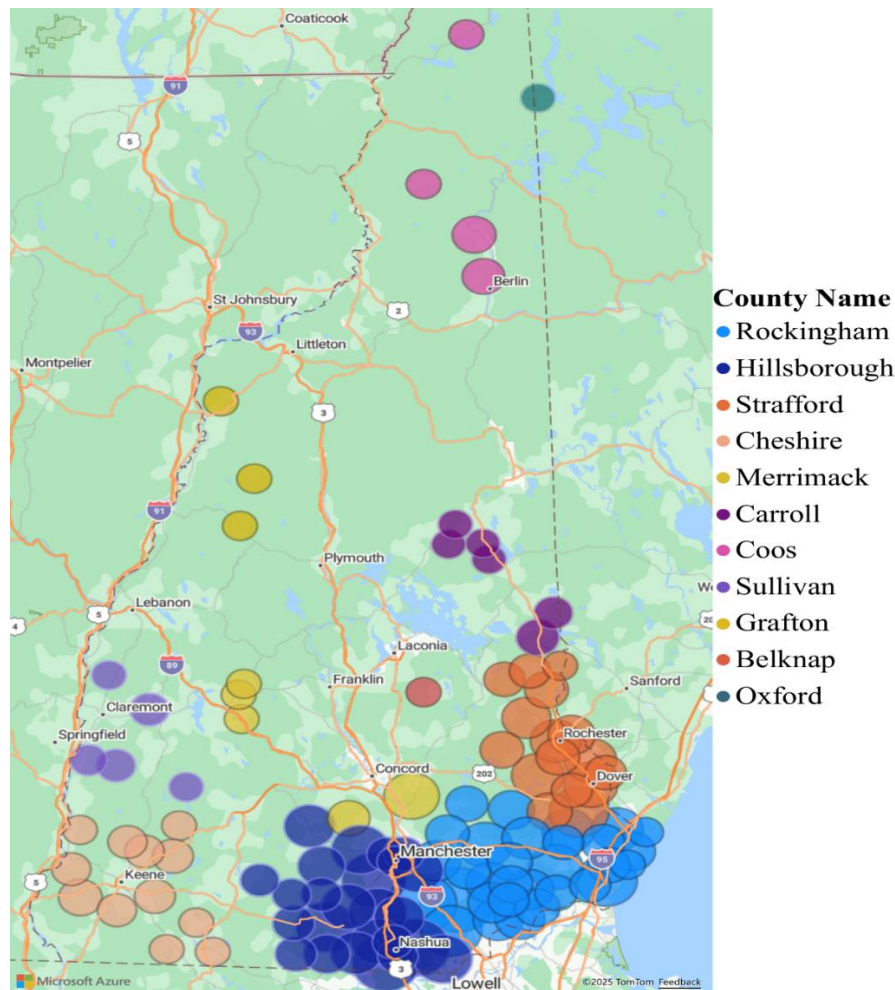 Coaticook
91
5
St Johnsbury
93
Littleton
Montpelier
2
Berlin
3
91
Plymouth
5
Lebanon
4
89
Laconia
Franklin
Sanford
Claremont
Springfield
Rochester
Concord
202
Dover
Manchester
95
5
Keene
93
Nashua
3
Lowell
Microsoft Azure
©2025 TomTom Feedback
County Name
Rockingham
Hillsborough
Strafford
Cheshire
Merrimack
Carroll
Coos
Sullivan
Grafton
Belknap
Oxford